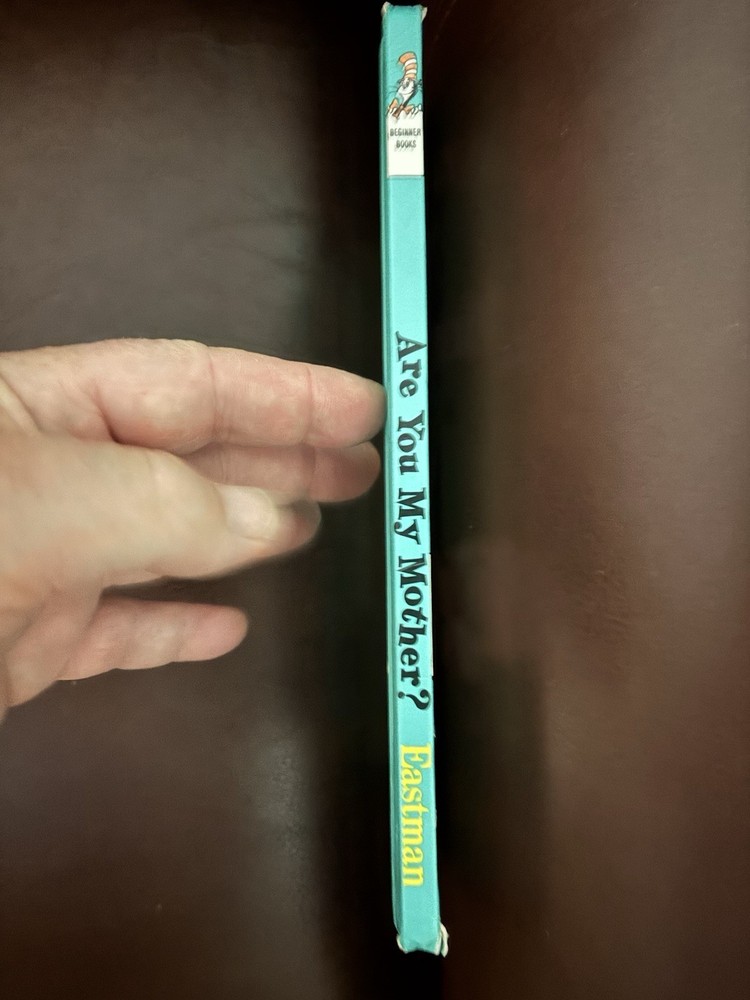 BEGINNER
BOOKS
Are You My Mother?
Eastman